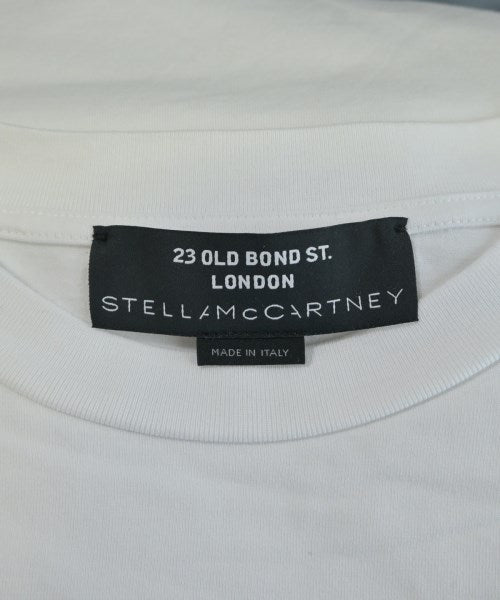 23 OLD BOND ST.
LONDON
STELLAMcCARTNEY
MADE IN ITALY